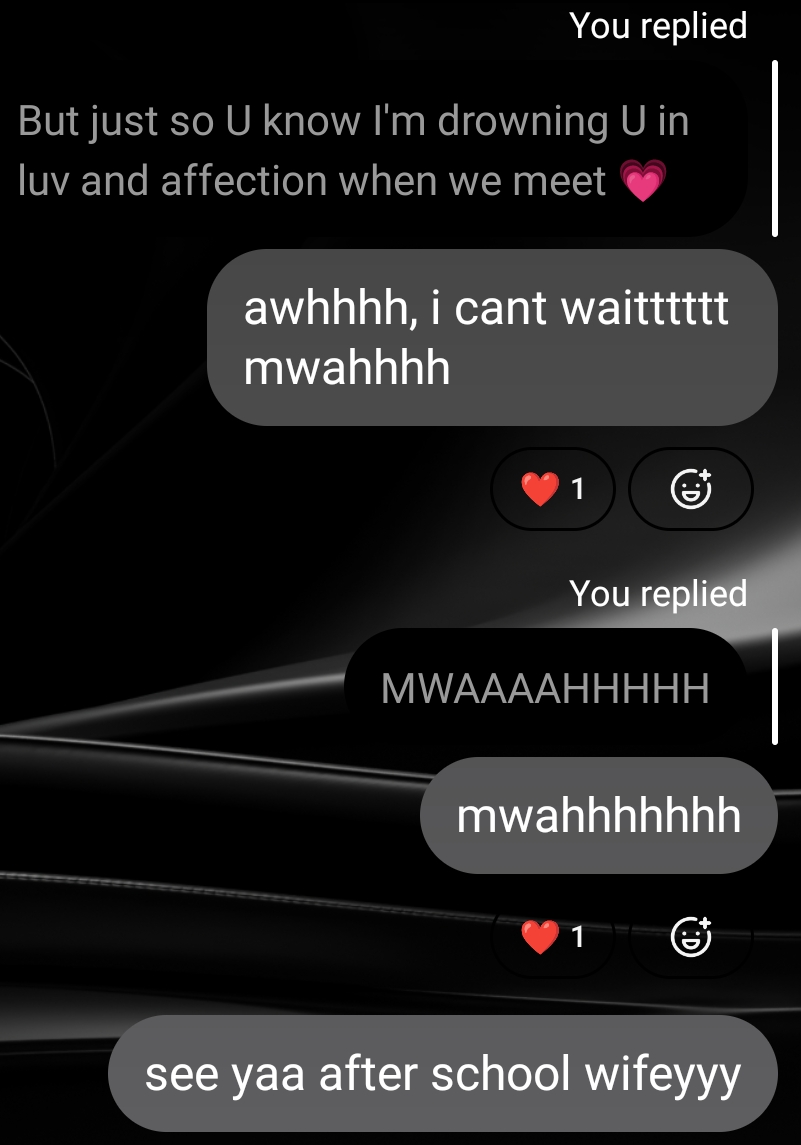 You replied
But just so U know I'm drowning U in
luv and affection when we meet 💗
awhhhh, i cant waitttttt
mwahhhh
❤️ 1
You replied
MWAAAAHHHHH
mwahhhhhhh
❤️ 1
see yaa after school wifeyyy